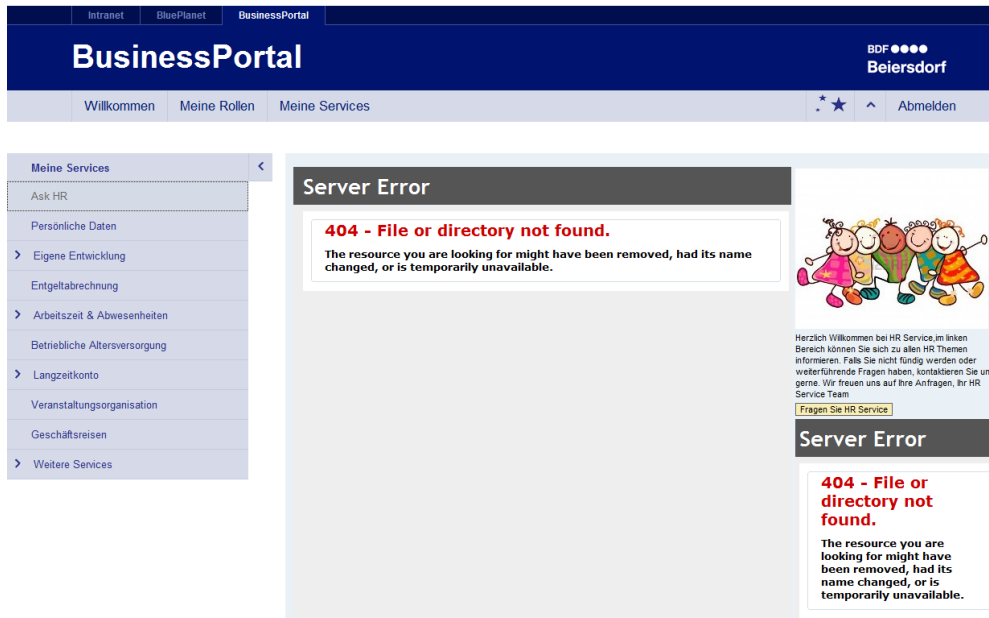 Intranet BluePlanet BusinessPortal
BusinessPortal
BDF
Beiersdorf
Willkommen Meine Rollen Meine Services Abmelden
Meine Services
Ask HR
Persönliche Daten
Eigene Entwicklung
Entgeltabrechnung
Arbeitszeit & Abwesenheiten
Betriebliche Altersversorgung
Langzeitkonto
Veranstaltungsorganisation
Geschäftsreisen
Weitere Services
Server Error
404 - File or directory not found.
The resource you are looking for might have been removed, had its name
changed, or is temporarily unavailable.
Herzlich Willkommen bei HR Service,im linken
Bereich können Sie sich zu allen HR Themen
informieren. Falls Sie nicht fündig werden oder
weiterführende Fragen haben, kontaktieren Sie un
gerne. Wir freuen uns auf Ihre Anfragen, Ihr HR
Service Team
Fragen Sie HR Service
Server Error
404 - File or
directory not
found.
The resource you are
looking for might have
been removed, had its
name changed, or is
temporarily unavailable.